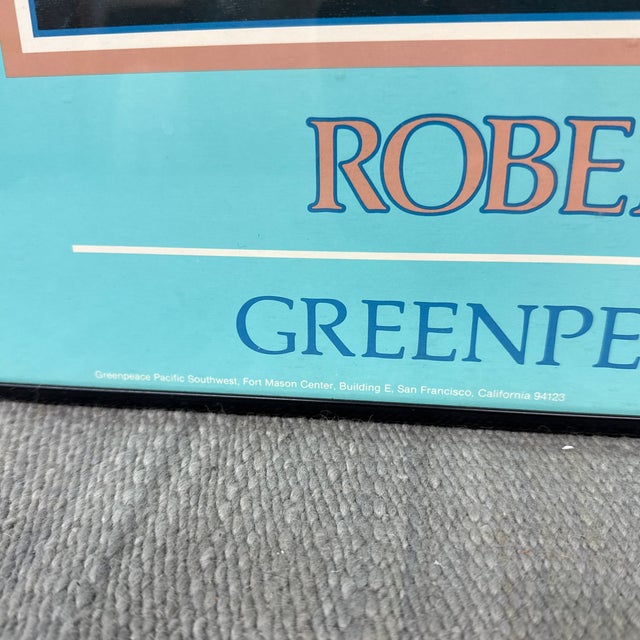 ROBE
GREENPE
Greenpeace Pacific Southwest, Fort Mason Center, Building E, San Francisco, California 94123